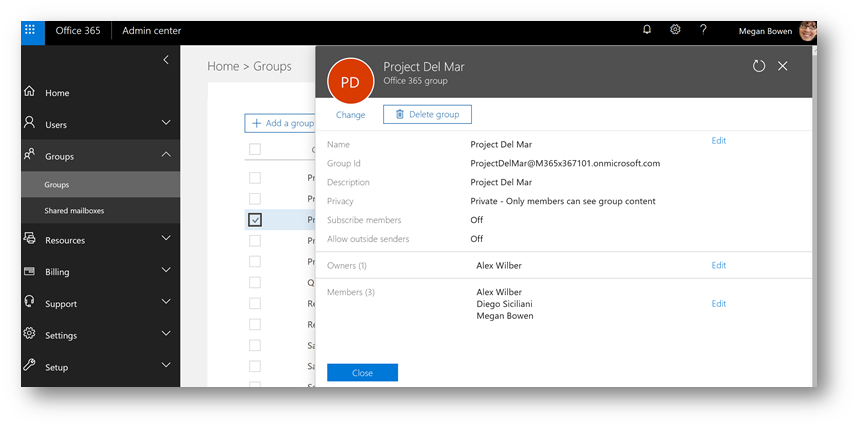 Office 365 Admin center
Megan Bowen
Home
Users
Groups
Groups
Shared mailboxes
Resources
Billing
Support
Settings
Setup
Home > Groups
+ Add a group
Pr
Pr
Pr
Pr
Pr
Q
Re
Re
Sa
Sa
PD
Project Del Mar
Office 365 group
Change
Delete group
Name Project Del Mar Edit
Group Id ProjectDelMar@M365x367101.onmicrosoft.com
Description Project Del Mar
Privacy Private - Only members can see group content
Subscribe members Off
Allow outside senders Off
Owners (1) Alex Wilber Edit
Members (3) Alex Wilber
Diego Siciliani Edit
Megan Bowen
Close